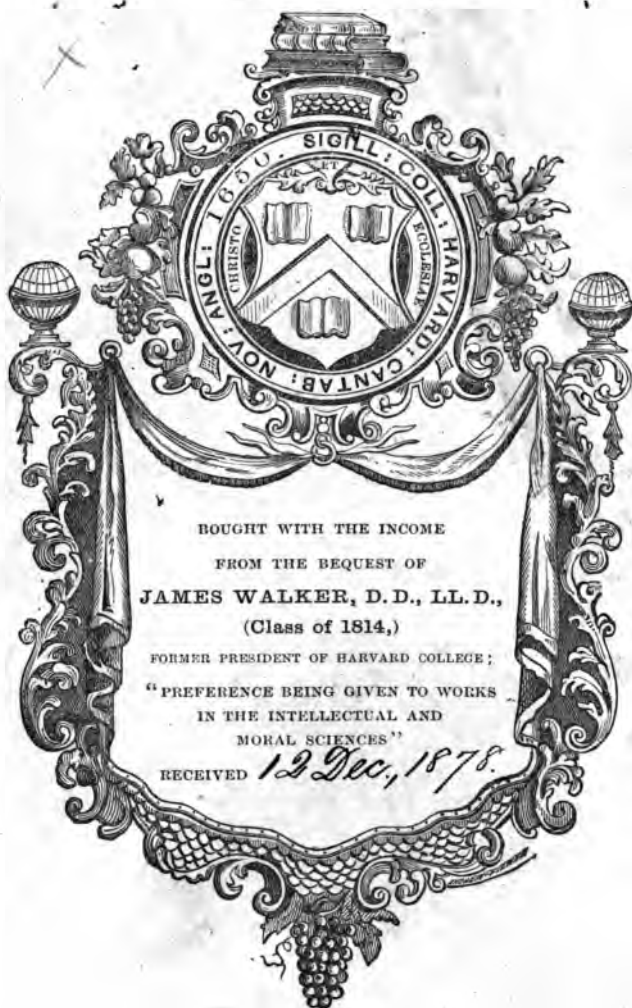 SIGILL: COLL: HARVARD: CANTAB: NOV: ANGL: 1650.
ET
CHRISTO
ECCLESIAE
BOUGHT WITH THE INCOME
FROM THE BEQUEST OF
JAMES WALKER, D.D., LL.D.,
(Class of 1814,)
FORMER PRESIDENT OF HARVARD COLLEGE;
"PREFERENCE BEING GIVEN TO WORKS
IN THE INTELLECTUAL AND
MORAL SCIENCES"
RECEIVED 12 Dec., 1878.